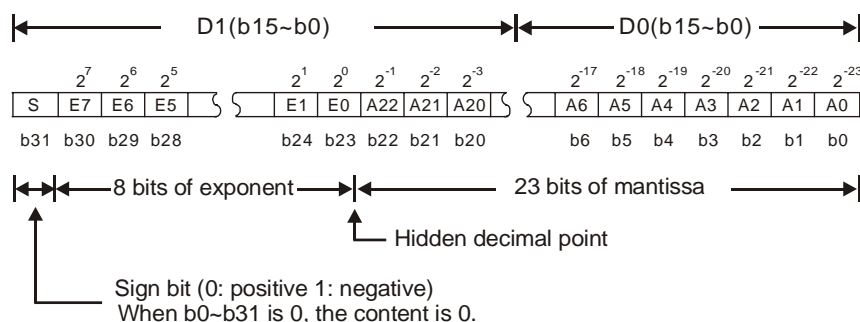 D1(b15~b0) D0(b15~b0)
2^7 2^6 2^5 2^1 2^0 2^-1 2^-2 2^-3 2^-17 2^-18 2^-19 2^-20 2^-21 2^-22 2^-23
S E7 E6 E5 E1 E0 A22 A21 A20 A6 A5 A4 A3 A2 A1 A0
b31 b30 b29 b28 b24 b23 b22 b21 b20 b6 b5 b4 b3 b2 b1 b0
8 bits of exponent 23 bits of mantissa
Hidden decimal point
Sign bit (0: positive 1: negative)
When b0~b31 is 0, the content is 0.